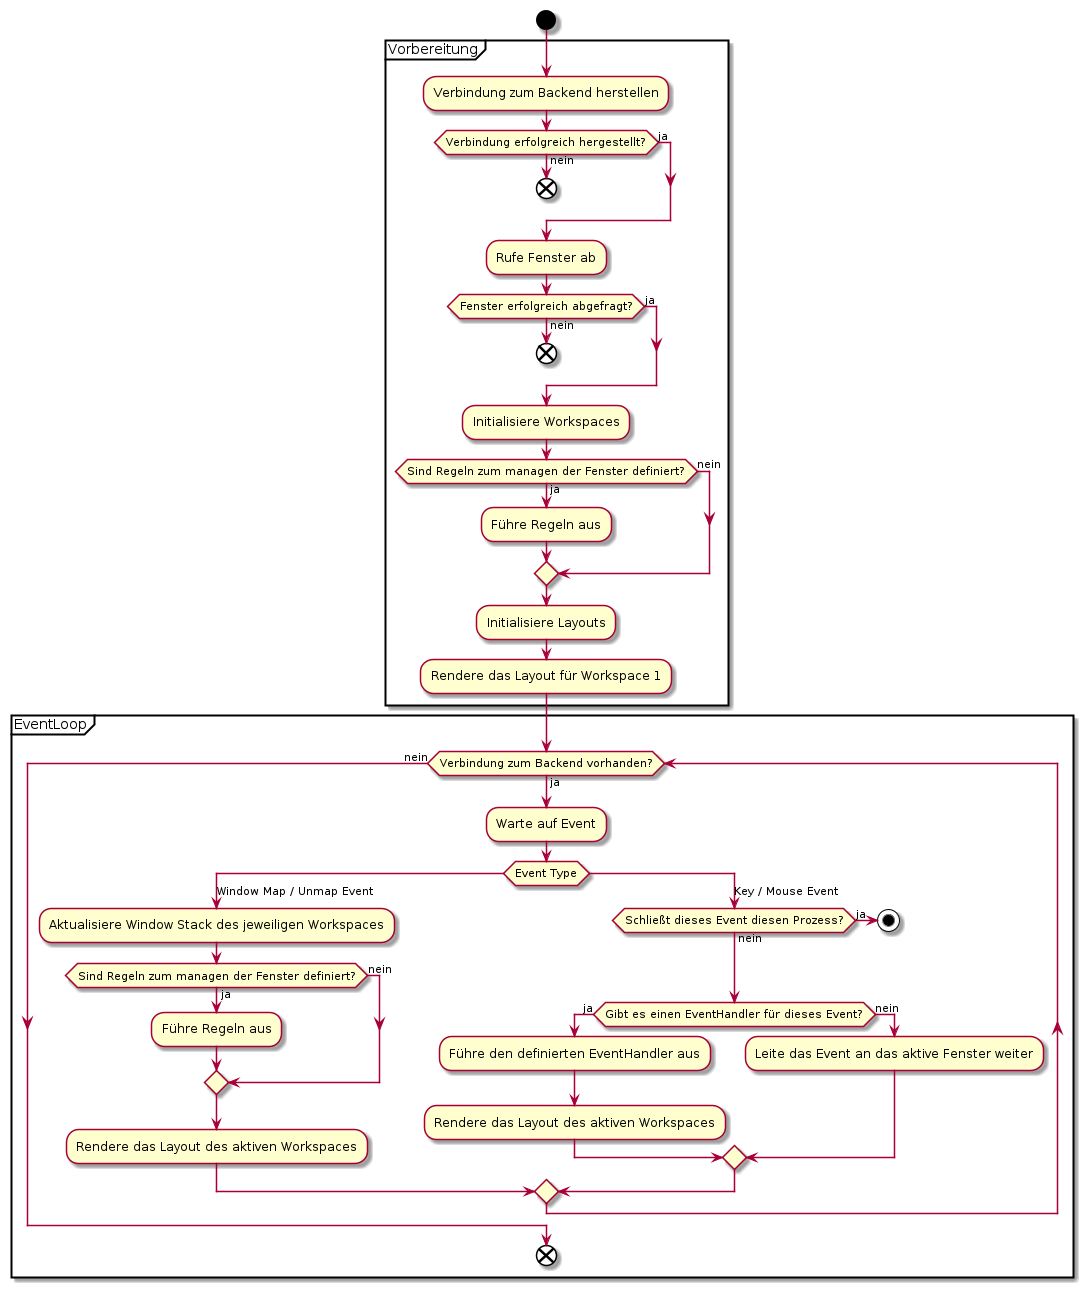 Vorbereitung
Verbindung zum Backend herstellen
Verbindung erfolgreich hergestellt?
ja
nein
Rufe Fenster ab
Fenster erfolgreich abgefragt?
ja
nein
Initialisiere Workspaces
Sind Regeln zum managen der Fenster definiert?
nein
ja
Führe Regeln aus
Initialisiere Layouts
Rendere das Layout für Workspace 1
EventLoop
nein
Verbindung zum Backend vorhanden?
ja
Warte auf Event
Event Type
Window Map / Unmap Event
Aktualisiere Window Stack des jeweiligen Workspaces
Sind Regeln zum managen der Fenster definiert?
nein
ja
Führe Regeln aus
Rendere das Layout des aktiven Workspaces
Key / Mouse Event
Schließt dieses Event diesen Prozess?
ja
nein
ja
Gibt es einen EventHandler für dieses Event?
nein
Führe den definierten EventHandler aus
Rendere das Layout des aktiven Workspaces
Leite das Event an das aktive Fenster weiter